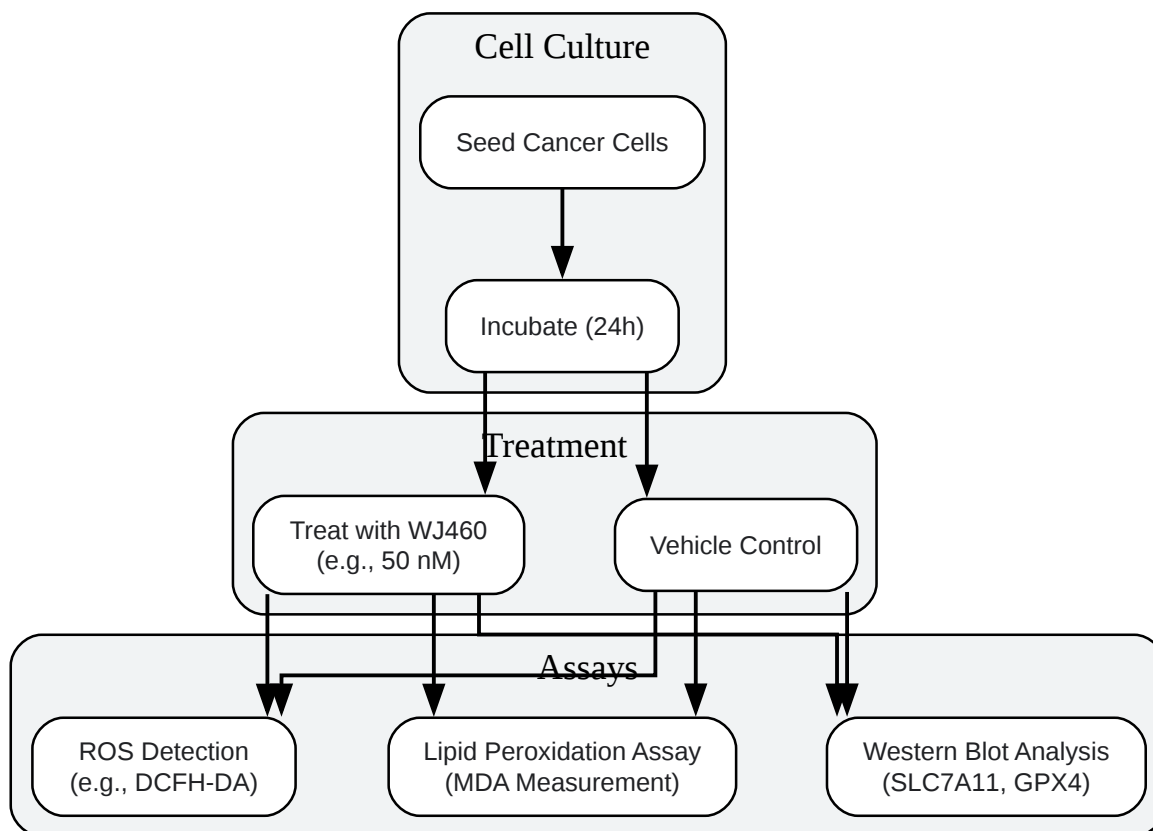 Cell Culture
Seed Cancer Cells
Incubate (24h)
Treatment
Treat with WJ460
(e.g., 50 nM)
Vehicle Control
Assays
ROS Detection
(e.g., DCFH-DA)
Lipid Peroxidation Assay
(MDA Measurement)
Western Blot Analysis
(SLC7A11, GPX4)